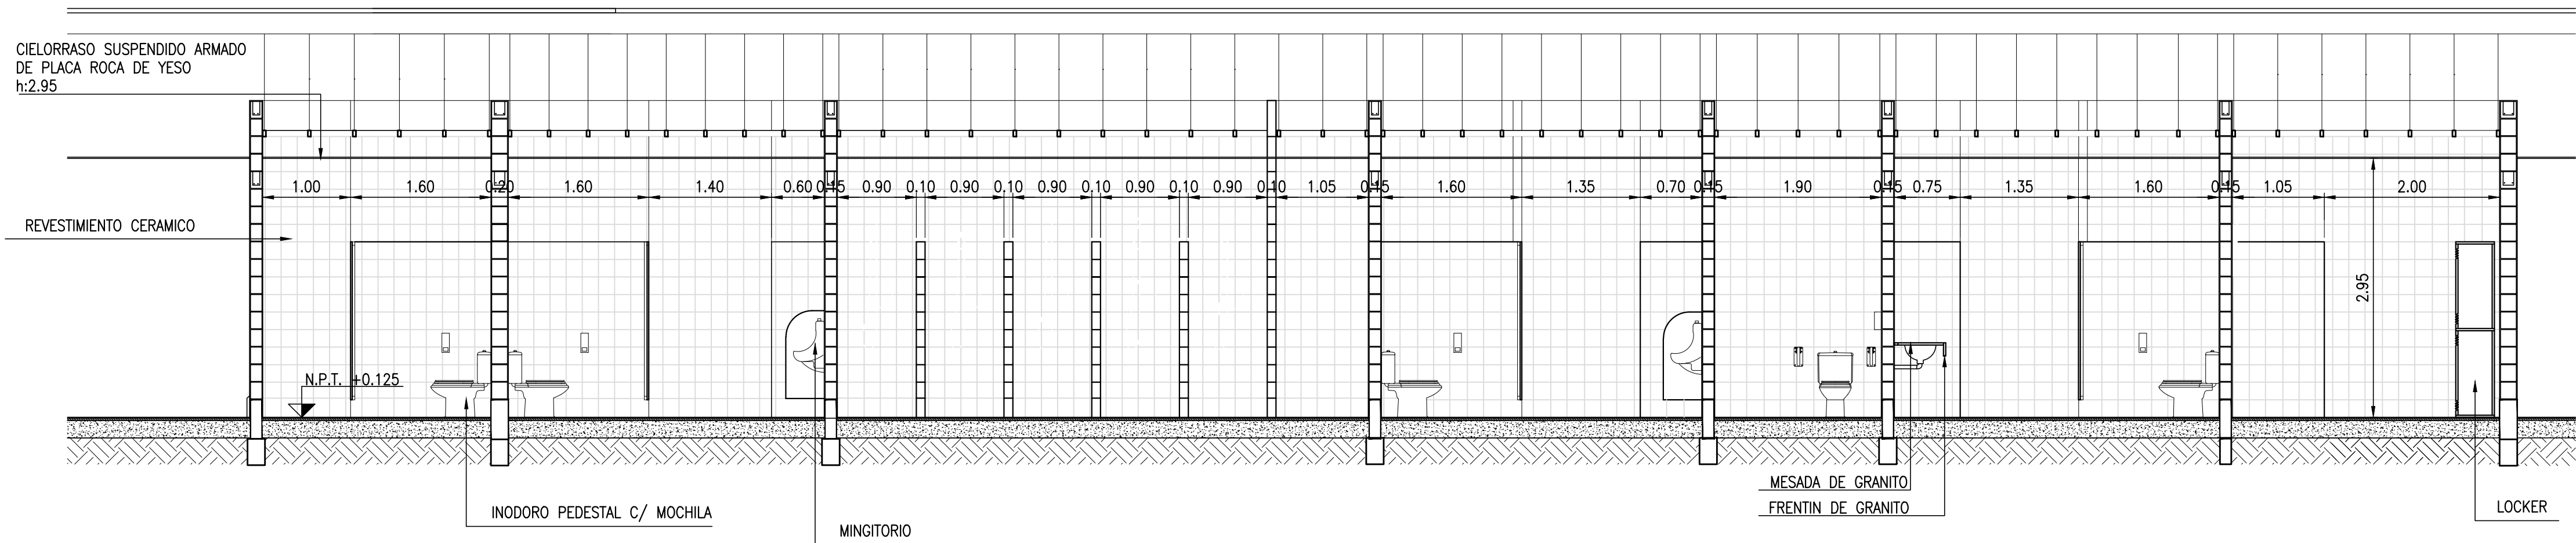 CIELORRASO SUSPENDIDO ARMADO
DE PLACA ROCA DE YESO
h:2.95
1.00 1.60 0.20 1.60 1.40 0.60 0.15 0.90 0.10 0.90 0.10 0.90 0.10 0.90 0.10 0.90 0.10 1.05 0.15 1.60 1.35 0.70 0.15 1.90 0.15 0.75 1.35 1.60 0.15 1.05 2.00
REVESTIMIENTO CERAMICO
2.95
N.P.T. +0.125
MESADA DE GRANITO
FRENTIN DE GRANITO
LOCKER
INODORO PEDESTAL C/ MOCHILA
MINGITORIO